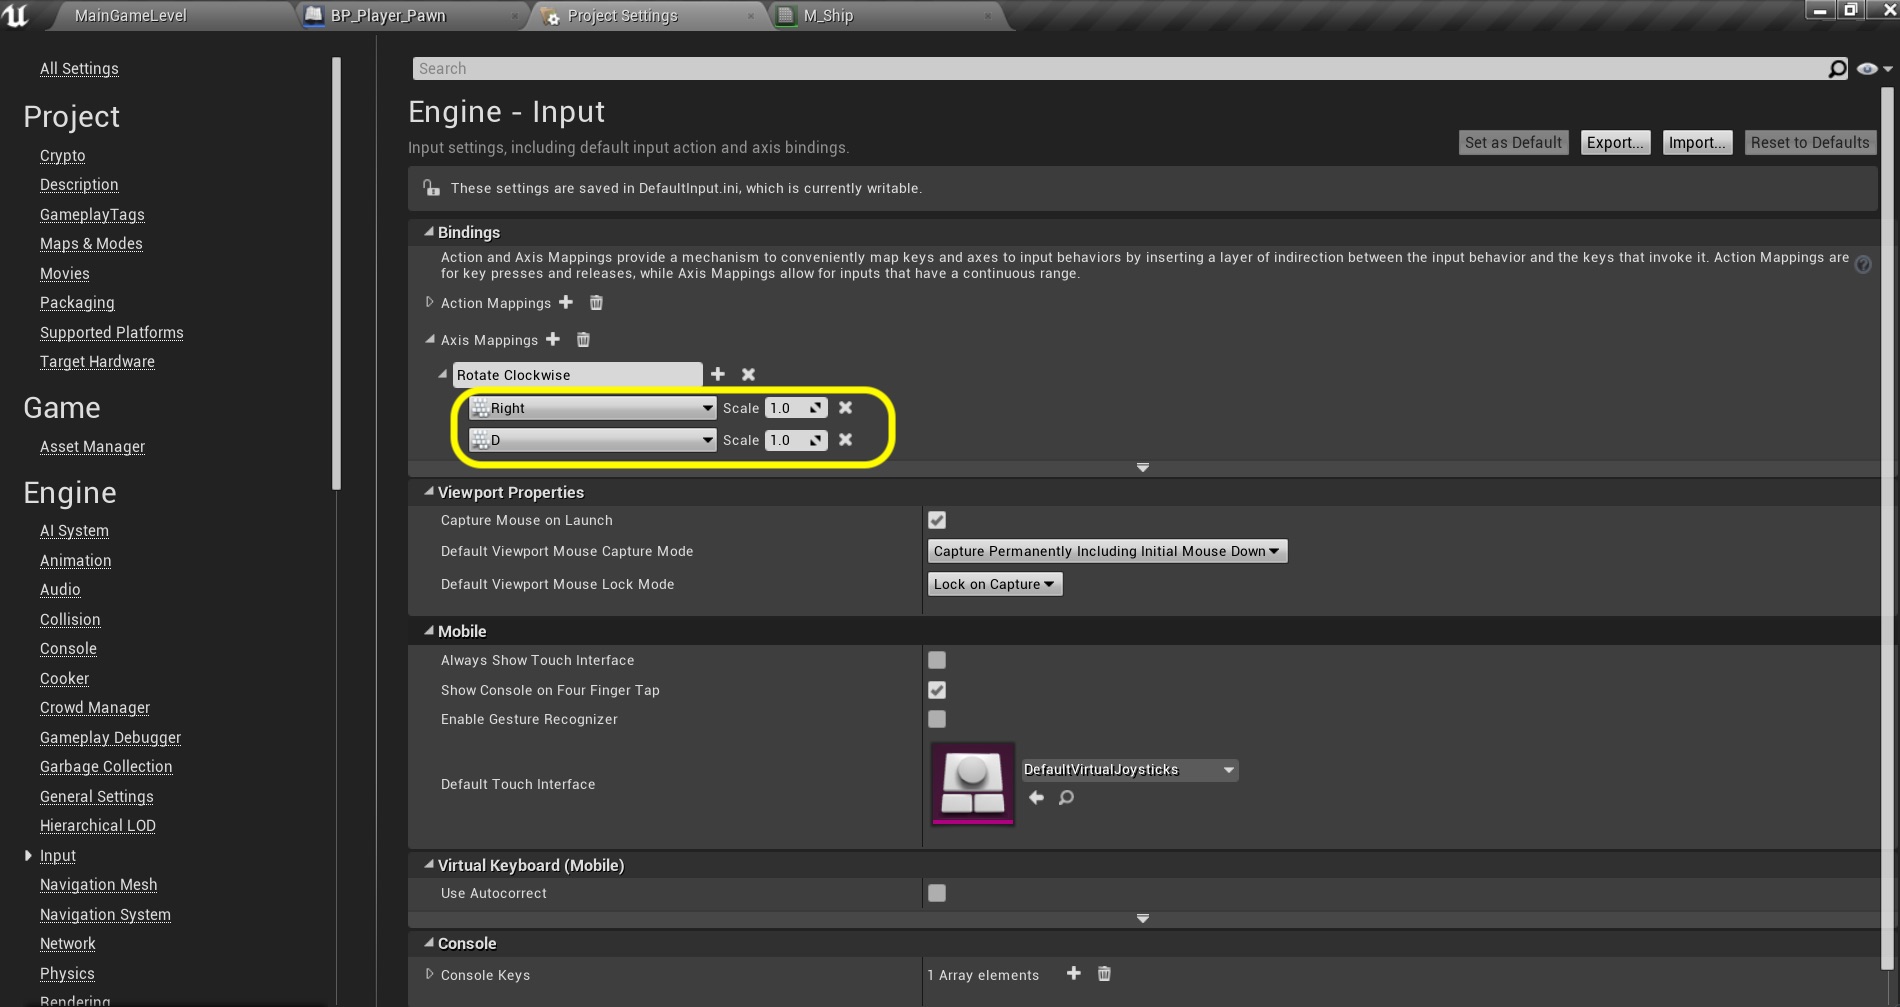 MainGameLevel
BP_Player_Pawn
Project Settings
M_Ship
All Settings
Project
Crypto
Description
GameplayTags
Maps & Modes
Movies
Packaging
Supported Platforms
Target Hardware
Game
Asset Manager
Engine
AI System
Animation
Audio
Collision
Console
Cooker
Crowd Manager
Gameplay Debugger
Garbage Collection
General Settings
Hierarchical LOD
Input
Navigation Mesh
Navigation System
Network
Physics
Rendering
Search
Engine - Input
Input settings, including default input action and axis bindings.
Set as Default
Export...
Import...
Reset to Defaults
These settings are saved in DefaultInput.ini, which is currently writable.
Bindings
Action and Axis Mappings provide a mechanism to conveniently map keys and axes to input behaviors by inserting a layer of indirection between the input behavior and the keys that invoke it. Action Mappings are
for key presses and releases, while Axis Mappings allow for inputs that have a continuous range.
Action Mappings
Axis Mappings
Rotate Clockwise
Right Scale 1.0
D Scale 1.0
Viewport Properties
Capture Mouse on Launch
Default Viewport Mouse Capture Mode Capture Permanently Including Initial Mouse Down
Default Viewport Mouse Lock Mode Lock on Capture
Mobile
Always Show Touch Interface
Show Console on Four Finger Tap
Enable Gesture Recognizer
Default Touch Interface DefaultVirtualJoysticks
Virtual Keyboard (Mobile)
Use Autocorrect
Console
Console Keys 1 Array elements